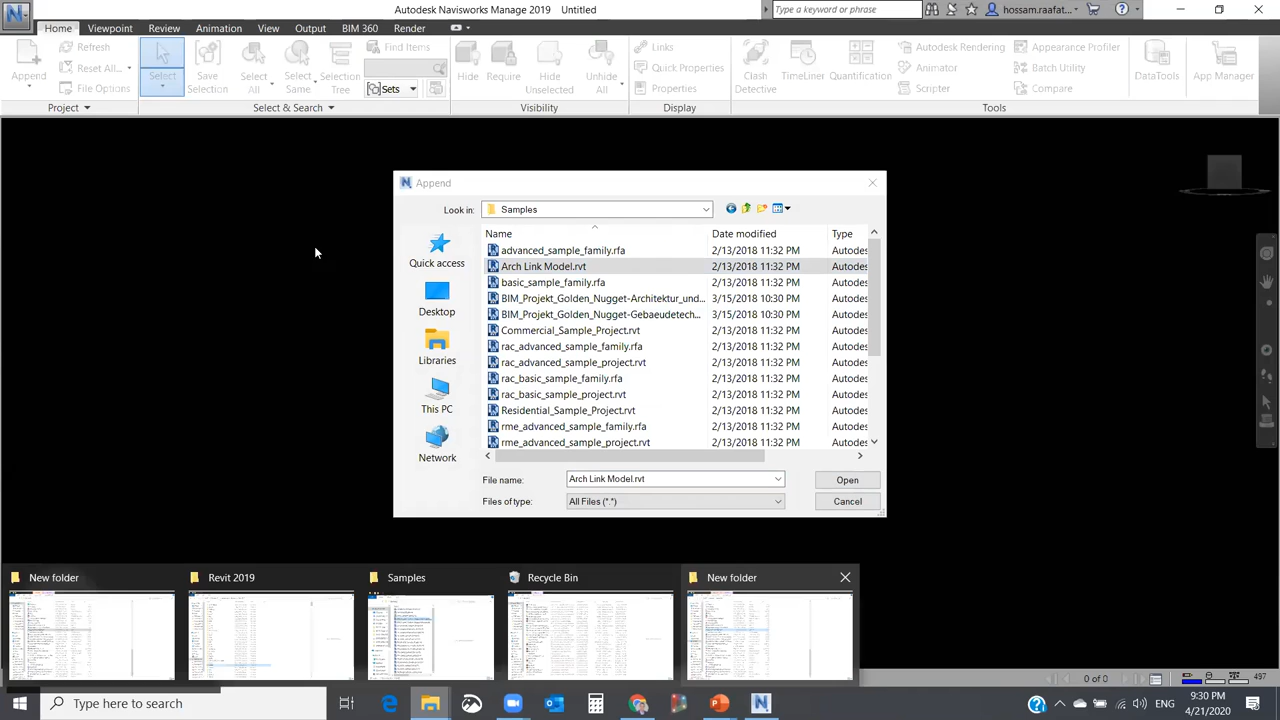 Autodesk Navisworks Manage 2019 Untitled
Type a keyword or phrase
hossam.raafat...
Home Viewpoint Review Animation View Output BIM 360 Render
Append
Refresh
Reset All...
File Options
Project
Select
Save Selection
Select All
Select Same
Selection Tree
Find Items
Sets
Select & Search
Hide
Require
Hide Unselected
Unhide All
Visibility
Links
Quick Properties
Properties
Display
Clash Detective
TimeLiner
Quantification
Autodesk Rendering
Animator
Scripter
Appearance Profiler
Batch Utility
Compare
Tools
DataTools
App Manager
Append
Look in: Samples
Name Date modified Type
advanced_sample_family.rfa 2/13/2018 11:32 PM Autodes
Arch Link Model.rvt 2/13/2018 11:32 PM Autodes
basic_sample_family.rfa 2/13/2018 11:32 PM Autodes
BIM_Projekt_Golden_Nugget-Architektur_und... 3/15/2018 10:30 PM Autodes
BIM_Projekt_Golden_Nugget-Gebaeudetech... 3/15/2018 10:30 PM Autodes
Commercial_Sample_Project.rvt 2/13/2018 11:32 PM Autodes
rac_advanced_sample_family.rfa 2/13/2018 11:32 PM Autodes
rac_advanced_sample_project.rvt 2/13/2018 11:32 PM Autodes
rac_basic_sample_family.rfa 2/13/2018 11:32 PM Autodes
rac_basic_sample_project.rvt 2/13/2018 11:32 PM Autodes
Residential_Sample_Project.rvt 2/13/2018 11:32 PM Autodes
rme_advanced_sample_family.rfa 2/13/2018 11:32 PM Autodes
rme_advanced_sample_project.rvt 2/13/2018 11:32 PM Autodes
Quick access
Desktop
Libraries
This PC
Network
File name: Arch Link Model.rvt Open
Files of type: All Files (*.*) Cancel
New folder Revit 2019 Samples Recycle Bin New folder
0 of 0
497
Type here to search
ENG
9:30 PM
4/21/2020